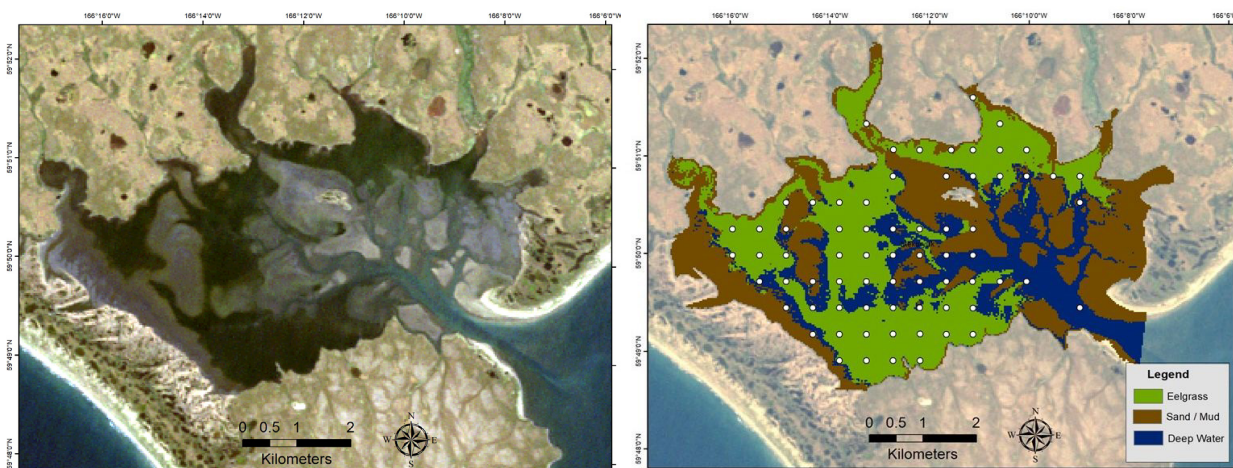 166°16'0"W 166°14'0"W 166°12'0"W 166°10'0"W 166°8'0"W
59°52'0"N
59°51'0"N
59°50'0"N
59°49'0"N
59°48'0"N
0 0.5 1 2
Kilometers
N
W E
S
166°16'0"W 166°14'0"W 166°12'0"W 166°10'0"W 166°8'0"W
59°52'0"N
59°51'0"N
59°50'0"N
59°49'0"N
59°48'0"N
0 0.5 1 2
Kilometers
N
W E
S
Legend
Eelgrass
Sand / Mud
Deep Water